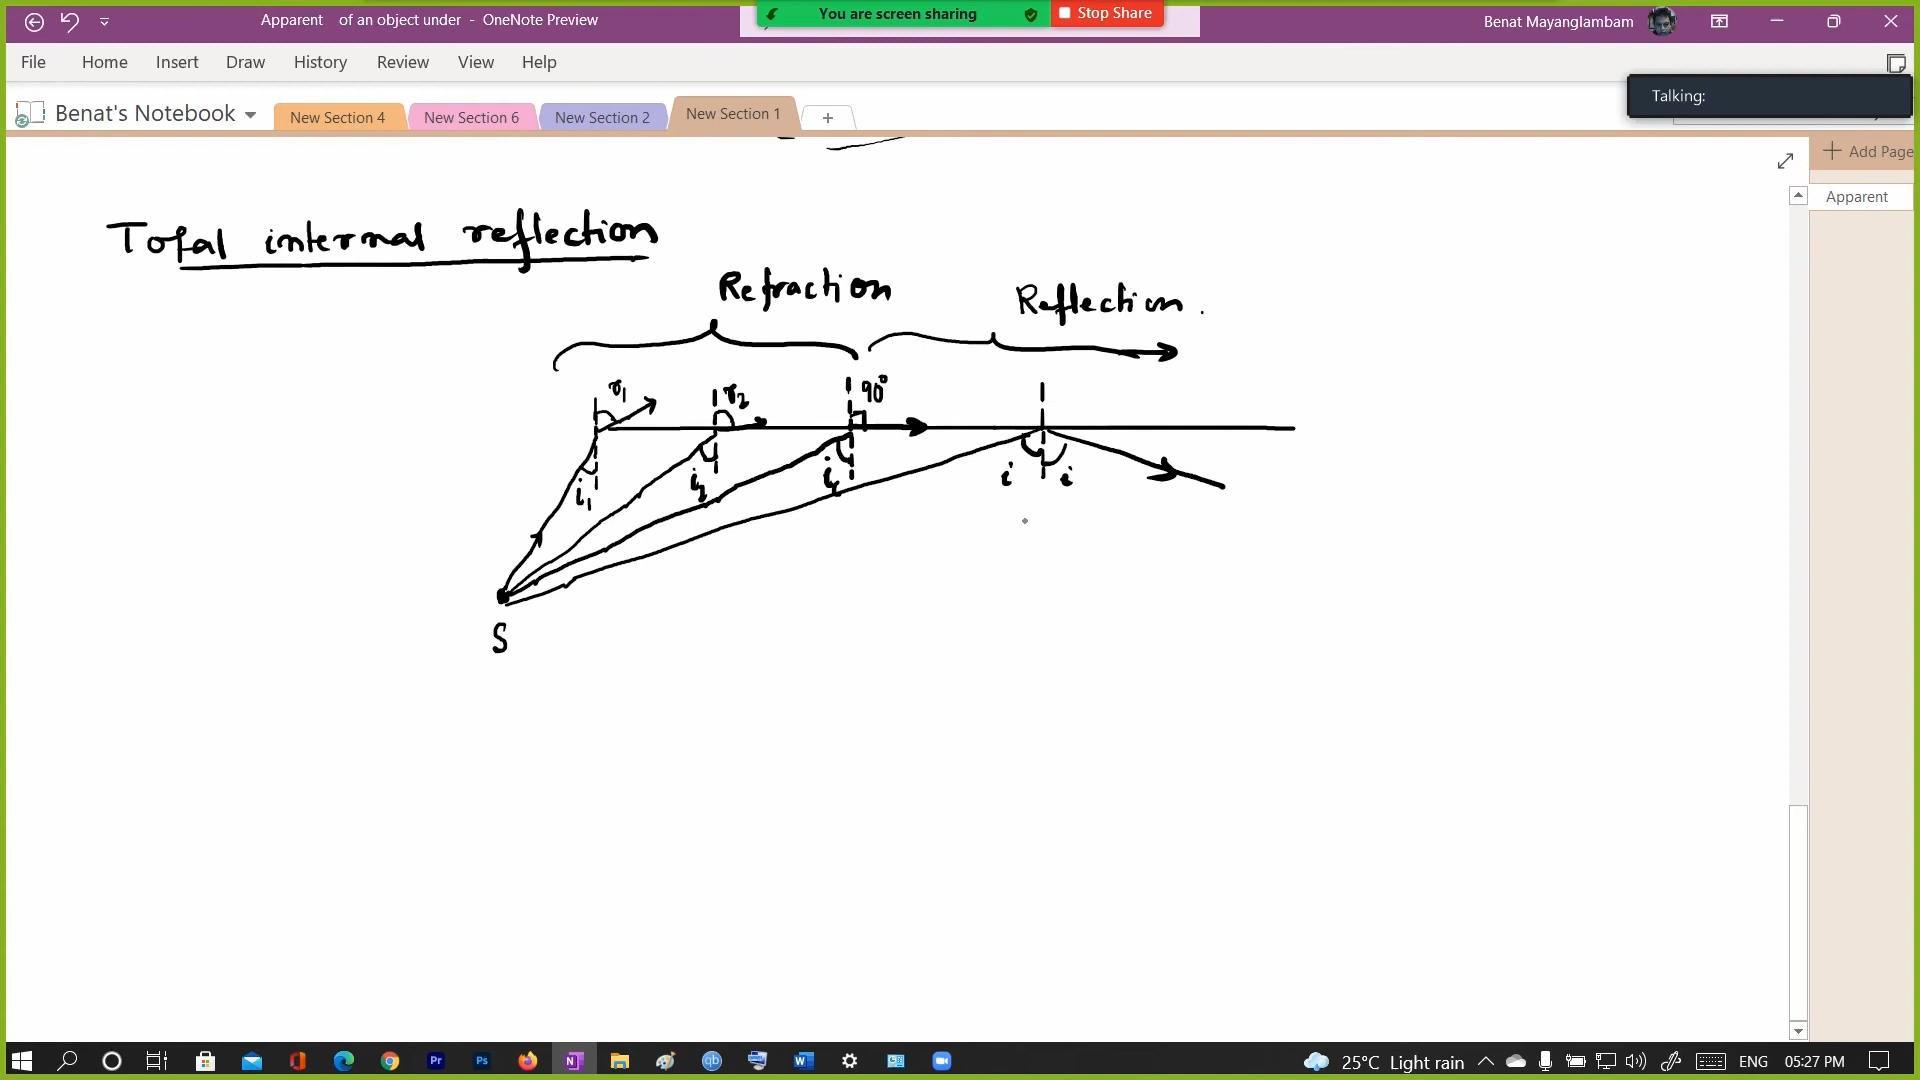 Apparent of an object under - OneNote Preview
You are screen sharing
Stop Share
Benat Mayanglambam
File Home Insert Draw History Review View Help
Talking:
Benat's Notebook
New Section 4
New Section 6
New Section 2
New Section 1
+
Add Page
Apparent
Total internal reflection
Refraction
Reflection.
r₁ r₂ 90°
i₁ i₂ i i
S
25°C Light rain
ENG
05:27 PM